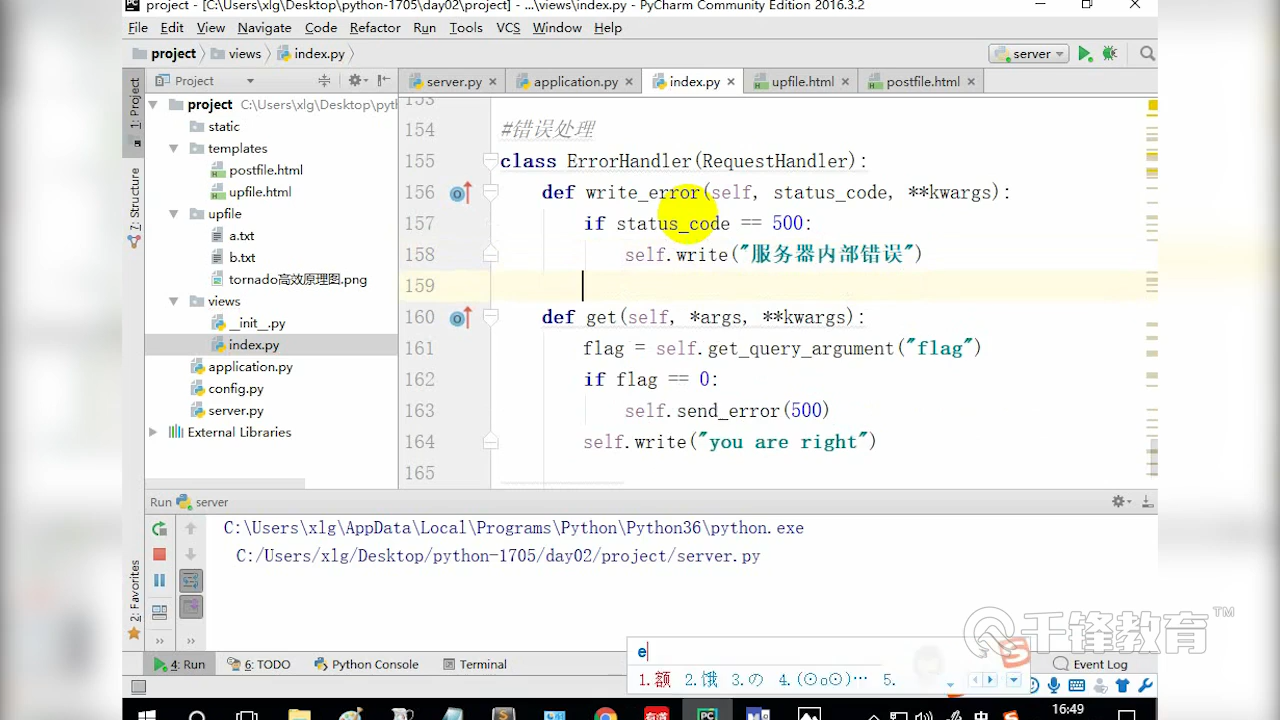 project - [C:\Users\xlg\Desktop\python-1705\day02\project] - ...\views\index.py - PyCharm Community Edition 2016.3.2
File Edit View Navigate Code Refactor Run Tools VCS Window Help
project views index.py server
Project server.py application.py index.py upfile.html postfile.html
1: Project
7: Structure
2: Favorites
project C:\Users\xlg\Desktop\pyth
static
templates
postfile.html
upfile.html
upfile
a.txt
b.txt
tornado高效原理图.png
views
__init__.py
index.py
application.py
config.py
server.py
External Libraries
153
154 #错误处理
155 class ErrorHandler(RequestHandler):
156 def write_error(self, status_code, **kwargs):
157 if status_code == 500:
158 self.write("服务器内部错误")
159
160 def get(self, *args, **kwargs):
161 flag = self.get_query_argument("flag")
162 if flag == 0:
163 self.send_error(500)
164 self.write("you are right")
165
Run server
C:\Users\xlg\AppData\Local\Programs\Python\Python36\python.exe
C:/Users/xlg/Desktop/python-1705/day02/project/server.py
千锋教育™
e
1.额 2.饿 3.の 4.(⊙o⊙)… 5.
4: Run 6: TODO Python Console Terminal Event Log
中 16:49